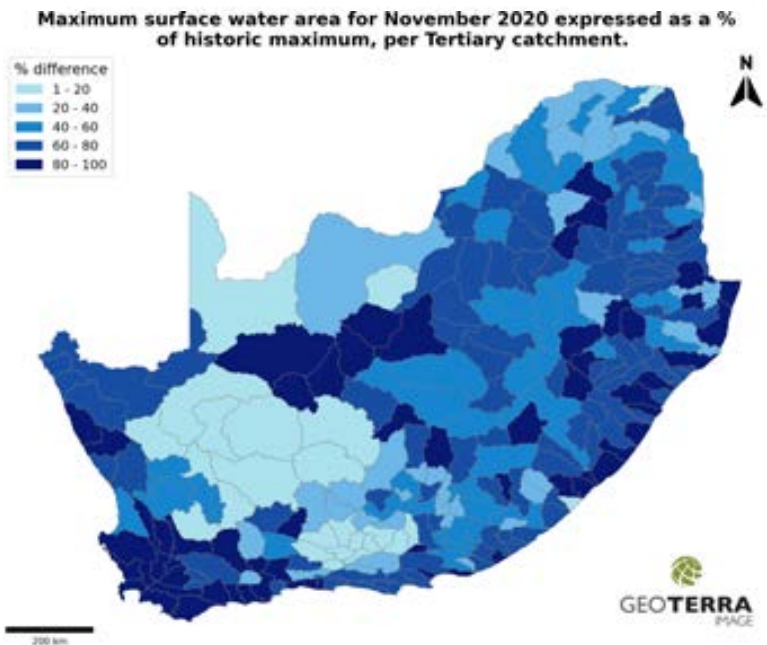 Maximum surface water area for November 2020 expressed as a %
of historic maximum, per Tertiary catchment.
% difference
1 - 20
20 - 40
40 - 60
60 - 80
80 - 100
N
GEOTERRA
IMAGE
200 km